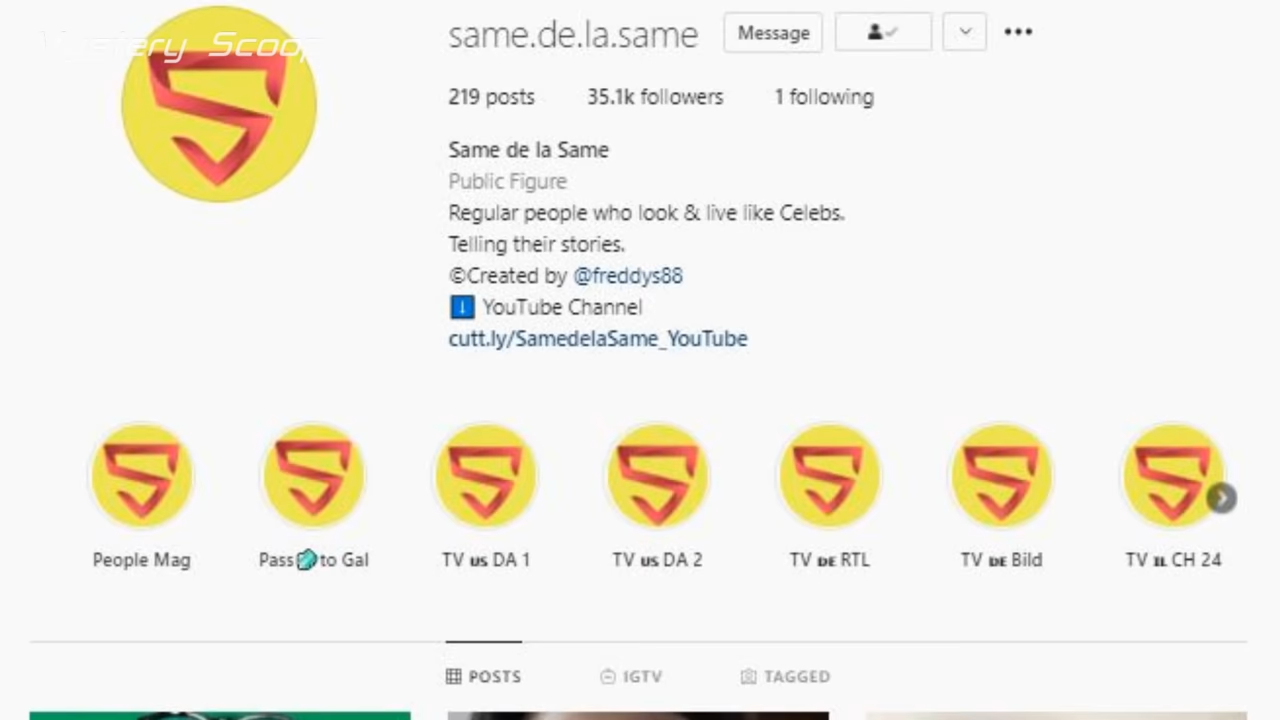 Mystery Scoop
same.de.la.same
Message
219 posts 35.1k followers 1 following
Same de la Same
Public Figure
Regular people who look & live like Celebs.
Telling their stories.
©Created by @freddys88
⬇️ YouTube Channel
cutt.ly/SamedelaSame_YouTube
People Mag Pass to Gal TV us DA 1 TV us DA 2 TV DE RTL TV DE Bild TV IL CH 24
POSTS IGTV TAGGED